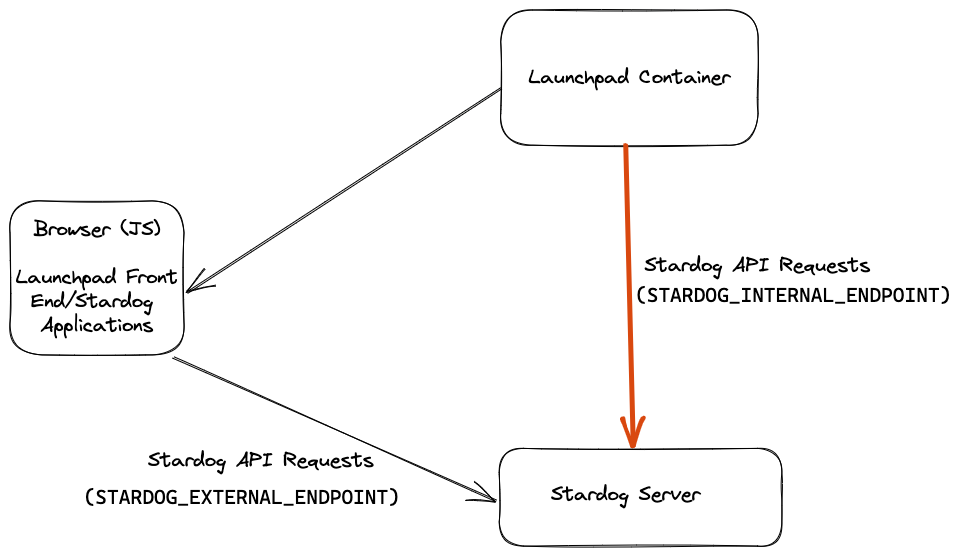 Launchpad Container
Browser (JS)
Launchpad Front
End/Stardog
Applications
Stardog API Requests
(STARDOG_INTERNAL_ENDPOINT)
Stardog API Requests
(STARDOG_EXTERNAL_ENDPOINT)
Stardog Server